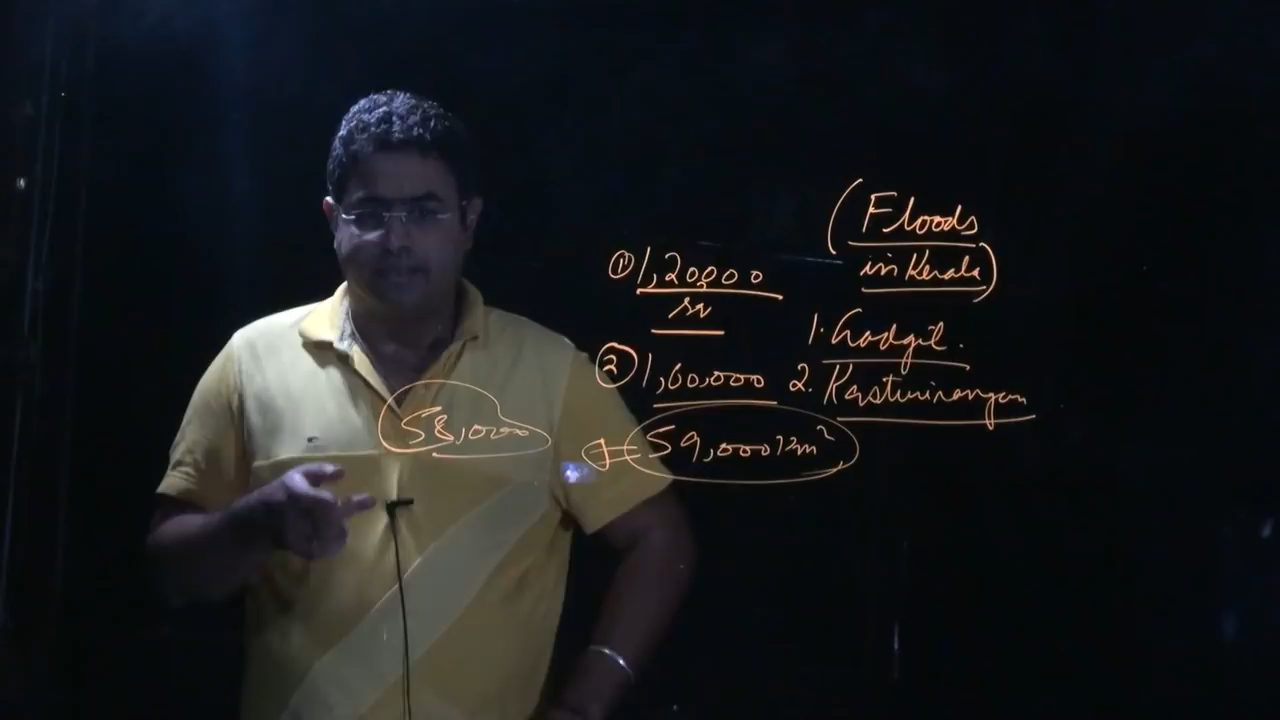 (Floods
in Kerala)
① 1,20,000
1. Gadgil.
② 1,60,000
2. Kasturirangan
58,000
59,000 km²